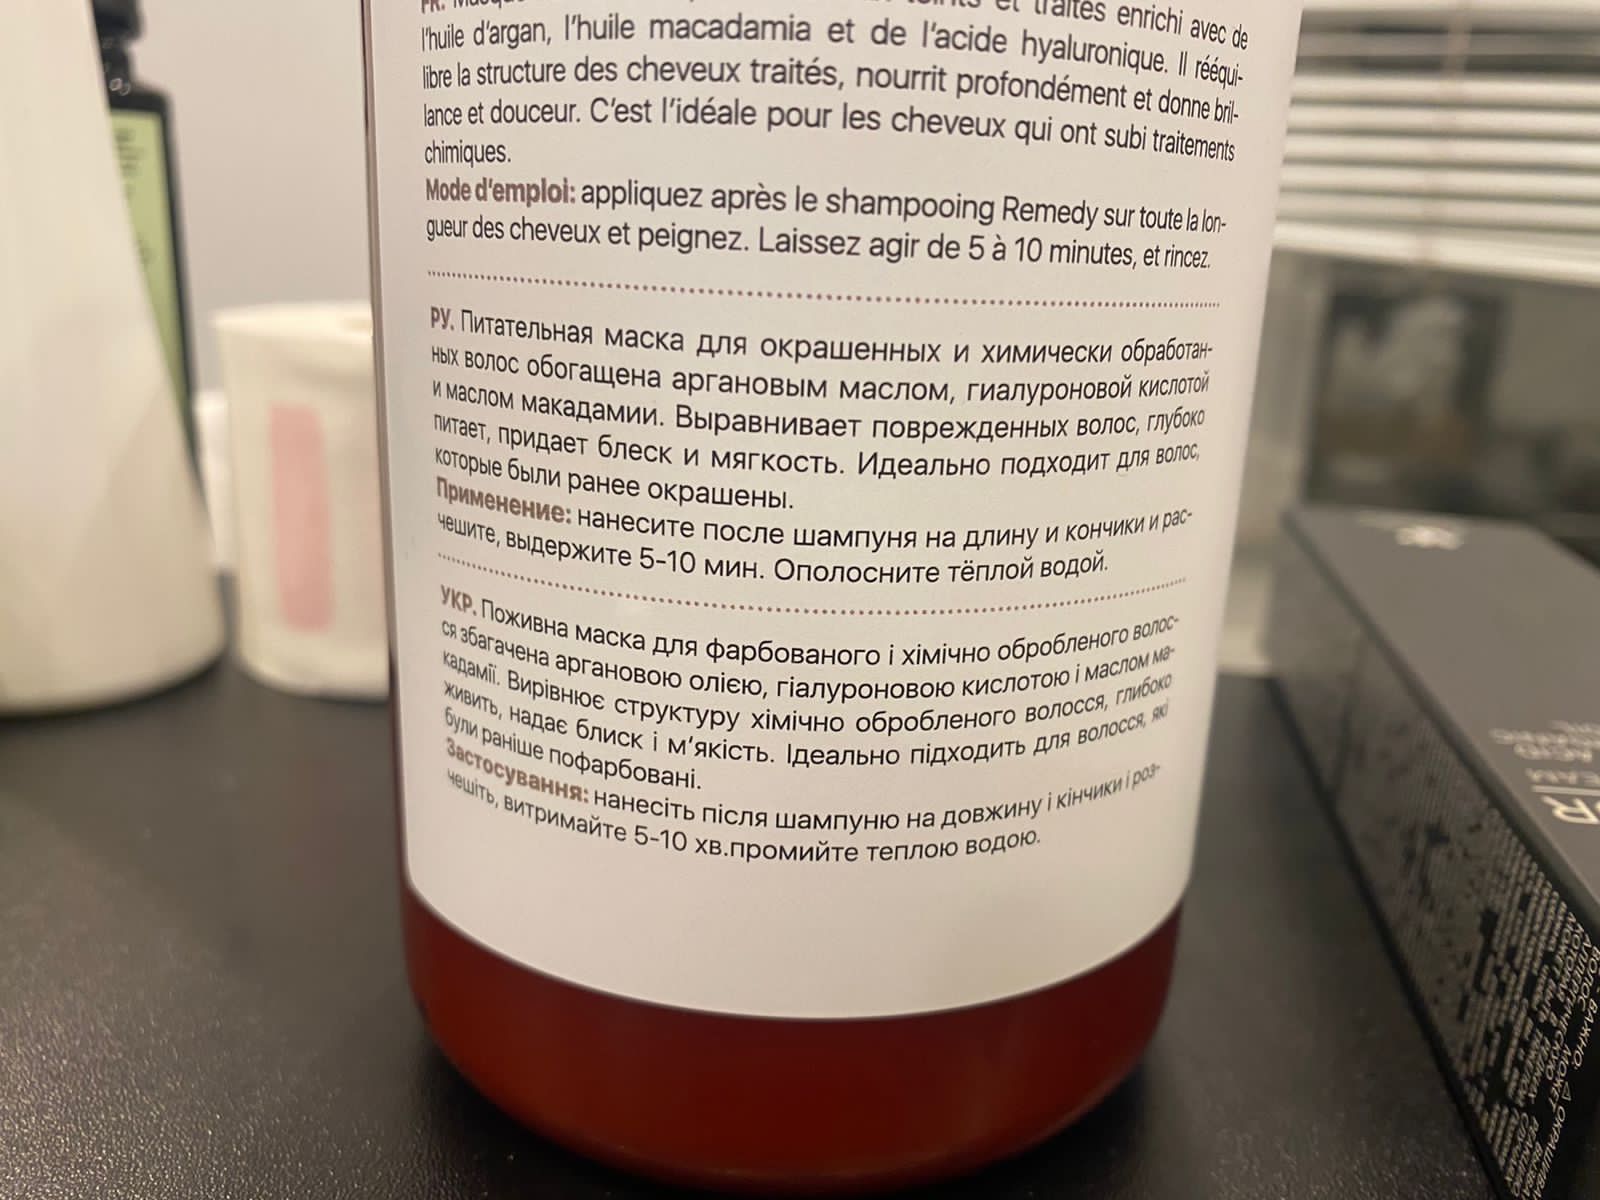 et traités enrichi avec de
l'huile d'argan, l'huile macadamia et de l'acide hyaluronique. Il rééqui-
libre la structure des cheveux traités, nourrit profondément et donne bril-
lance et douceur. C'est l'idéale pour les cheveux qui ont subi traitements
chimiques.
Mode d'emploi: appliquez après le shampooing Remedy sur toute la lon-
gueur des cheveux et peignez. Laissez agir de 5 à 10 minutes, et rincez.
РУ. Питательная маска для окрашенных и химически обработан-
ных волос обогащена аргановым маслом, гиалуроновой кислотой
и маслом макадамии. Выравнивает поврежденных волос, глубоко
питает, придает блеск и мягкость. Идеально подходит для волос,
которые были ранее окрашены.
Применение: нанесите после шампуня на длину и кончики и рас-
чешите, выдержите 5-10 мин. Ополосните тёплой водой.
УКР. Поживна маска для фарбованого і хімічно обробленого волос-
ся збагачена аргановою олією, гіалуроновою кислотою і маслом ма-
кадамії. Вирівнює структуру хімічно обробленого волосся, глибоко
живить, надає блиск і м'якість. Ідеально підходить для волосся, які
були раніше пофарбовані.
Застосування: нанесіть після шампуню на довжину і кінчики і роз-
чешіть, витримайте 5-10 хв.промийте теплою водою.